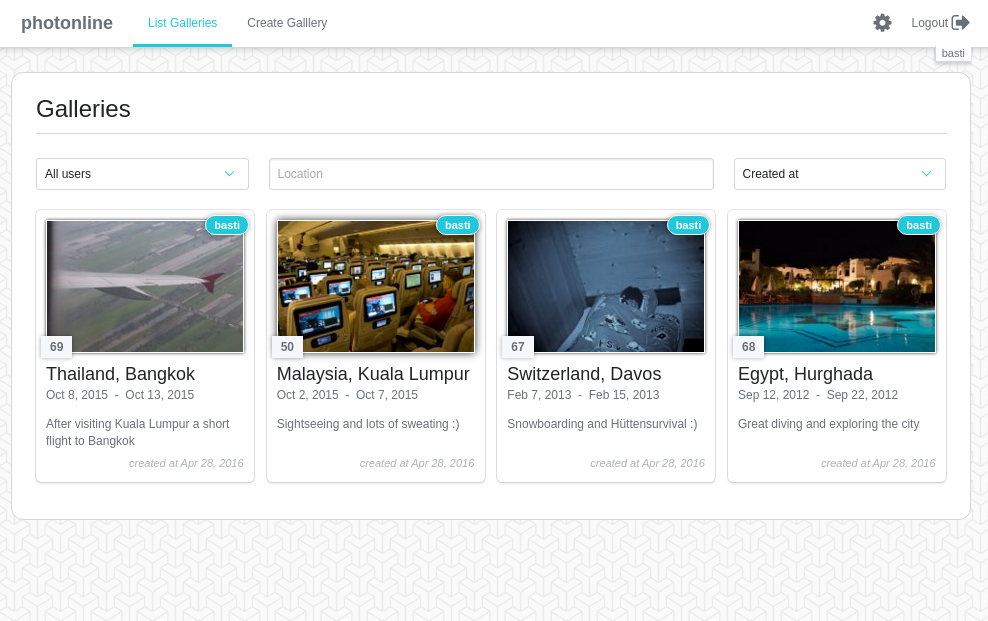 photonline
List Galleries
Create Galllery
Logout
basti
Galleries
All users
Location
Created at
basti
69
Thailand, Bangkok
Oct 8, 2015 - Oct 13, 2015
After visiting Kuala Lumpur a short
flight to Bangkok
created at Apr 28, 2016
basti
50
Malaysia, Kuala Lumpur
Oct 2, 2015 - Oct 7, 2015
Sightseeing and lots of sweating :)
created at Apr 28, 2016
basti
67
Switzerland, Davos
Feb 7, 2013 - Feb 15, 2013
Snowboarding and Hüttensurvival :)
created at Apr 28, 2016
basti
68
Egypt, Hurghada
Sep 12, 2012 - Sep 22, 2012
Great diving and exploring the city
created at Apr 28, 2016